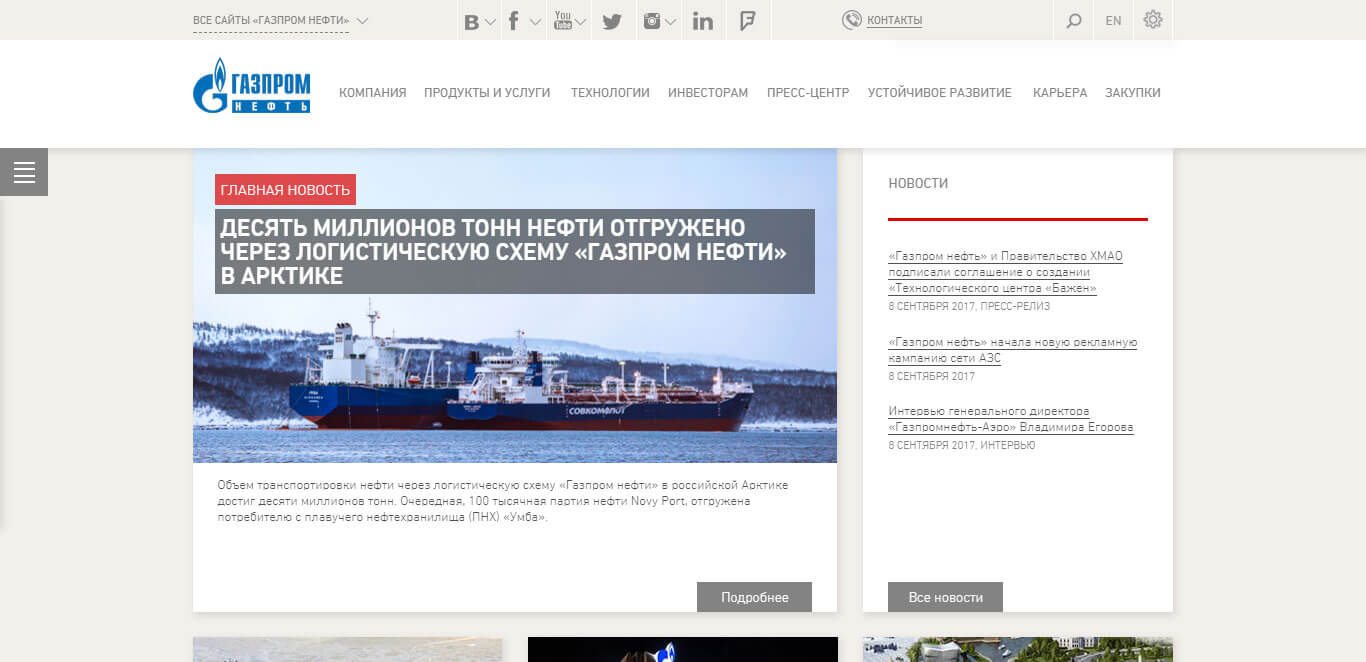 ВСЕ САЙТЫ «ГАЗПРОМ НЕФТИ»
You Tube
КОНТАКТЫ
EN
ГАЗПРОМ
НЕФТЬ
КОМПАНИЯ ПРОДУКТЫ И УСЛУГИ ТЕХНОЛОГИИ ИНВЕСТОРАМ ПРЕСС-ЦЕНТР УСТОЙЧИВОЕ РАЗВИТИЕ КАРЬЕРА ЗАКУПКИ
ГЛАВНАЯ НОВОСТЬ
ДЕСЯТЬ МИЛЛИОНОВ ТОНН НЕФТИ ОТГРУЖЕНО
ЧЕРЕЗ ЛОГИСТИЧЕСКУЮ СХЕМУ «ГАЗПРОМ НЕФТИ»
В АРКТИКЕ
СОВКОМФЛОТ
Объем транспортировки нефти через логистическую схему «Газпром нефти» в российской Арктике
достиг десяти миллионов тонн. Очередная, 100 тысячная партия нефти Novy Port, отгружена
потребителю с плавучего нефтехранилища (ПНХ) «Умба».
Подробнее
НОВОСТИ
«Газпром нефть» и Правительство ХМАО
подписали соглашение о создании
«Технологического центра «Бажен»
8 СЕНТЯБРЯ 2017, ПРЕСС-РЕЛИЗ
«Газпром нефть» начала новую рекламную
кампанию сети АЗС
8 СЕНТЯБРЯ 2017
Интервью генерального директора
«Газпромнефть-Аэро» Владимира Егорова
8 СЕНТЯБРЯ 2017, ИНТЕРВЬЮ
Все новости